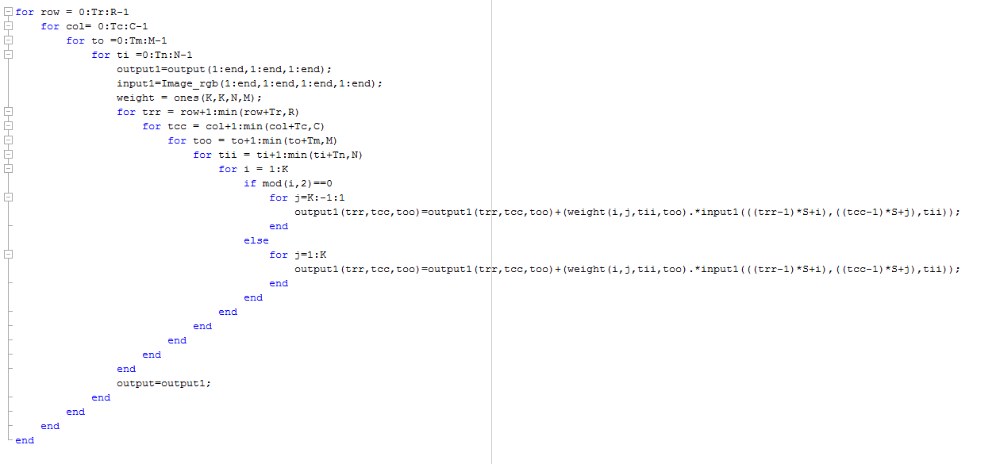 for row = 0:Tr:R-1
for col= 0:Tc:C-1
for to =0:Tm:M-1
for ti =0:Tn:N-1
output1=output(1:end,1:end,1:end);
input1=Image_rgb(1:end,1:end,1:end,1:end);
weight = ones(K,K,N,M);
for trr = row+1:min(row+Tr,R)
for tcc = col+1:min(col+Tc,C)
for too = to+1:min(to+Tm,M)
for tii = ti+1:min(ti+Tn,N)
for i = 1:K
if mod(i,2)==0
for j=K:-1:1
output1(trr,tcc,too)=output1(trr,tcc,too)+(weight(i,j,tii,too).*input1(((trr-1)*S+i),((tcc-1)*S+j),tii));
end
else
for j=1:K
output1(trr,tcc,too)=output1(trr,tcc,too)+(weight(i,j,tii,too).*input1(((trr-1)*S+i),((tcc-1)*S+j),tii));
end
end
end
end
end
end
end
output=output1;
end
end
end
end